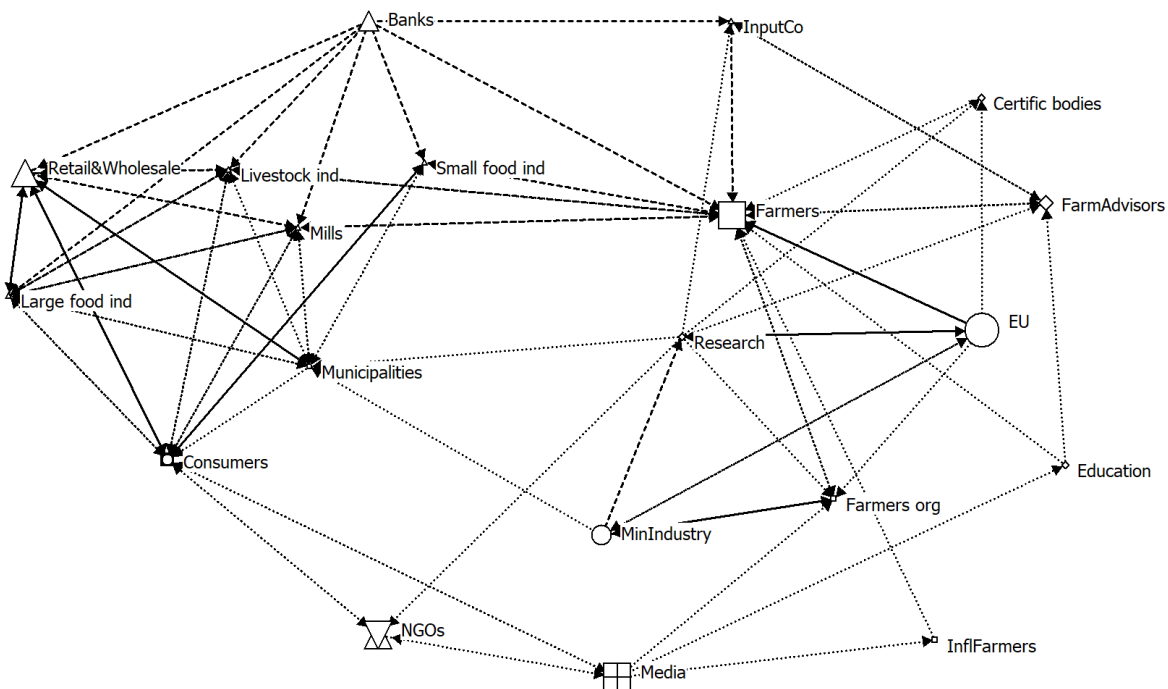 Banks
InputCo
Certific bodies
Retail&Wholesale
Livestock ind
Small food ind
Farmers
FarmAdvisors
Mills
Large food ind
EU
Research
Municipalities
Consumers
Education
Farmers org
MinIndustry
NGOs
InflFarmers
Media